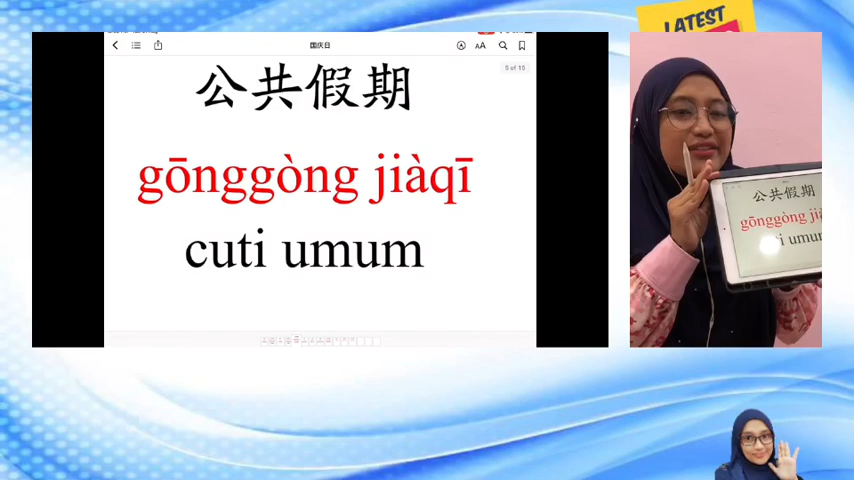 LATEST
国庆日
5 of 15
公共假期
gōnggòng jiàqī
cuti umum
公共假期
gōnggòng ji
i umum